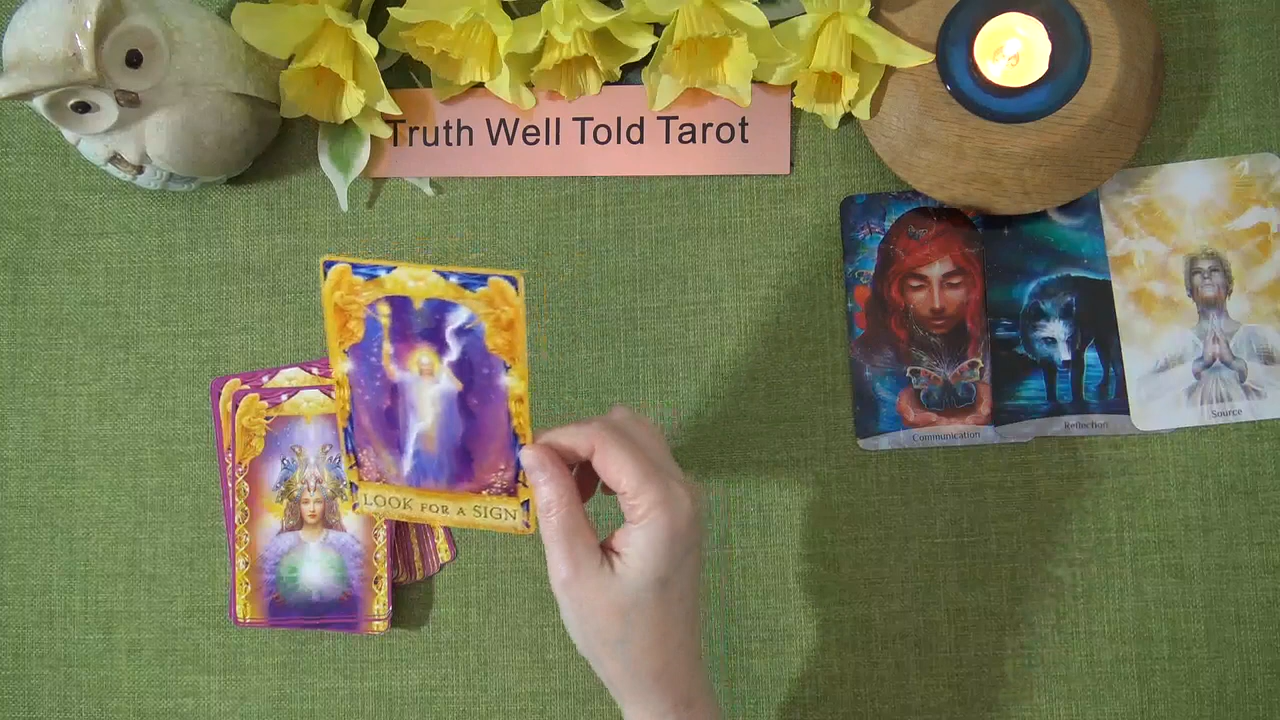 Truth Well Told Tarot
LOOK FOR A SIGN
Communication
Reflection
Source